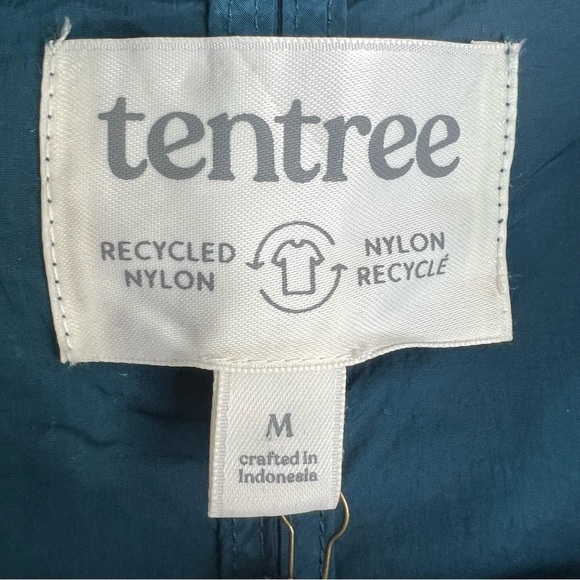 tentree
RECYCLED
NYLON
NYLON
RECYCLÉ
M
crafted in
Indonesia